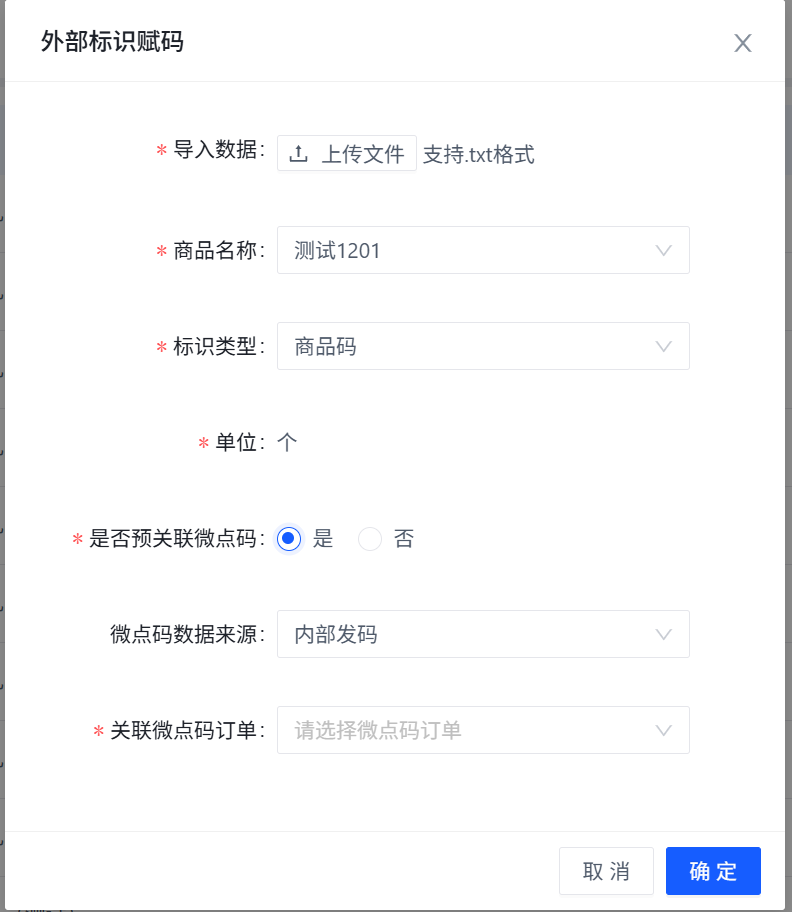 外部标识赋码
* 导入数据: 上传文件 支持.txt格式
* 商品名称: 测试1201
* 标识类型: 商品码
* 单位: 个
* 是否预关联微点码: 是 否
微点码数据来源: 内部发码
* 关联微点码订单: 请选择微点码订单
取 消 确 定